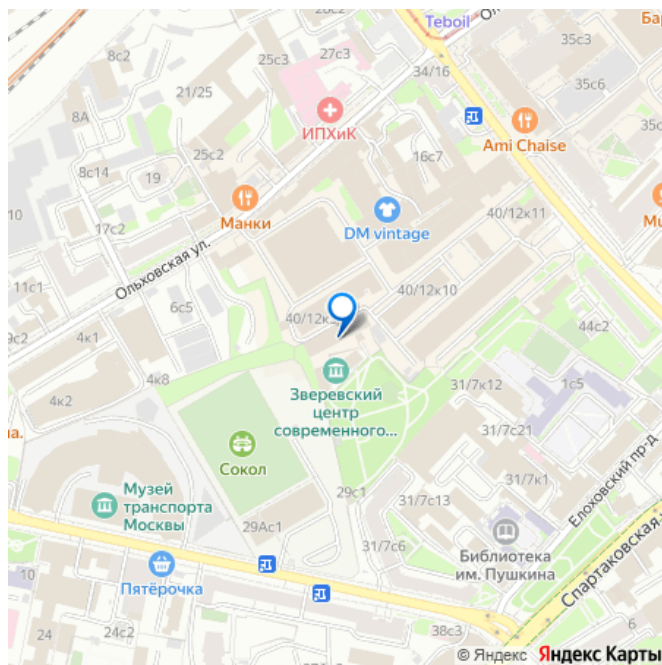 Teboil
8с2
25с3
27с3
34/16
35с3
35с6
21/25
8А
ИПХиК
Ami Chaise
25с2
16с7
8с14
19
Манки
DM vintage
40/12к11
17с2
Ольховская ул.
11с1
6с5
40/12к10
4к1
44с2
4к8
Зверевский
центр
современного...
31/7к12
1с5
4к2
Сокол
31/7с21
31/7к1
Елоховский пр-д
Музей
транспорта
Москвы
29с1
31/7с13
29Ас1
31/7с6
Библиотека
им. Пушкина
Спартаковская
Пятёрочка
10
24
24с2
38с3
6
© Яндекс Яндекс Карты